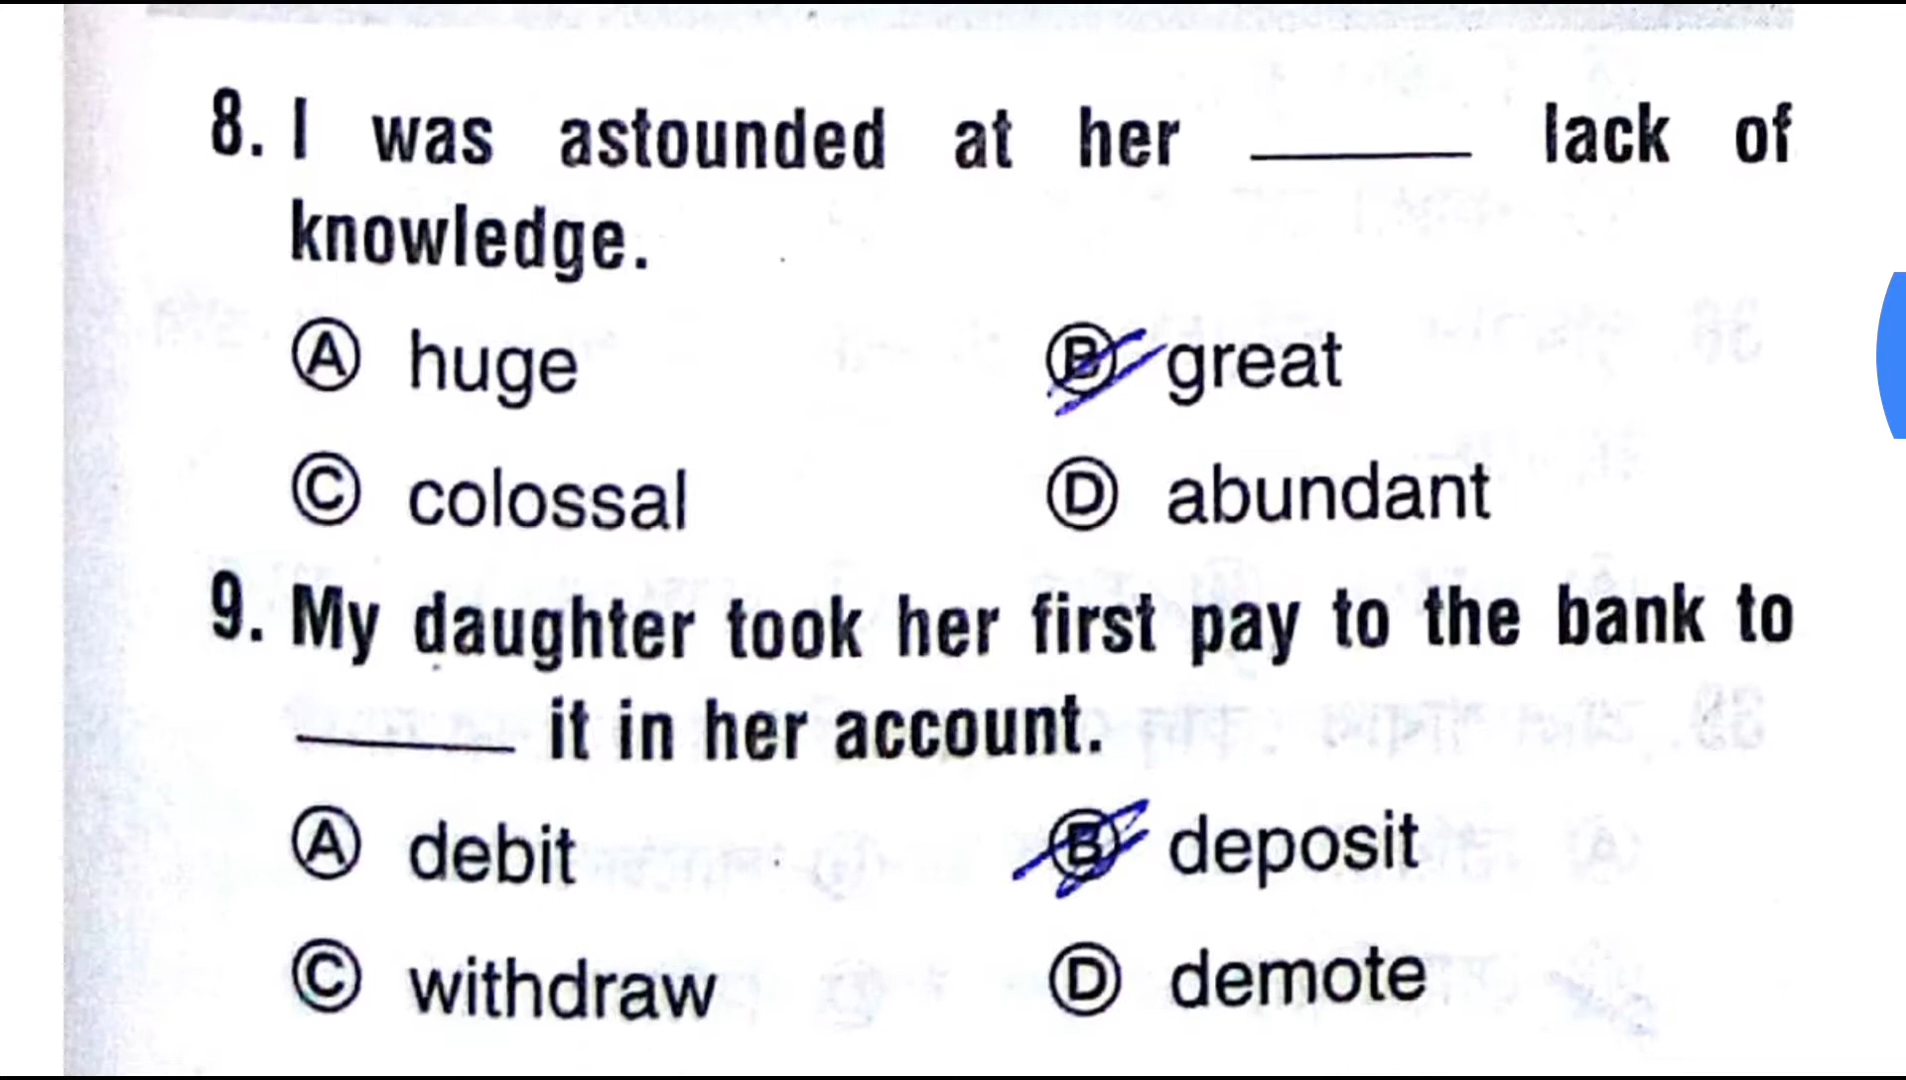 8. I was astounded at her ______ lack of
knowledge.
Ⓐ huge Ⓑ great
Ⓒ colossal Ⓓ abundant
9. My daughter took her first pay to the bank to
______ it in her account.
Ⓐ debit Ⓑ deposit
Ⓒ withdraw Ⓓ demote